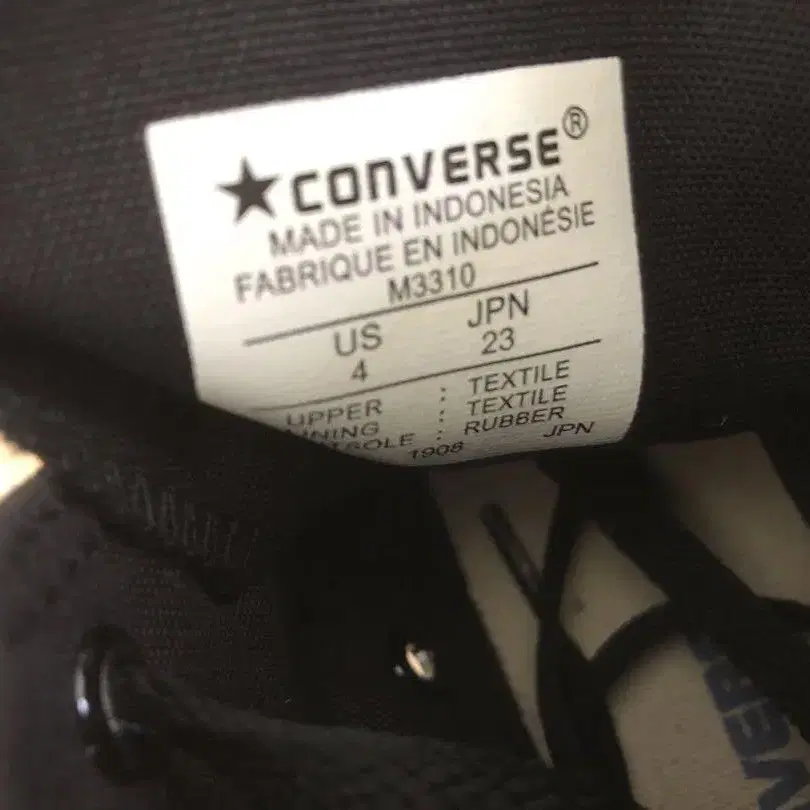 ★CONVERSE®
MADE IN INDONESIA
FABRIQUE EN INDONÉSIE
M3310
US JPN
4 23
UPPER : TEXTILE
: TEXTILE
: RUBBER
1908 JPN